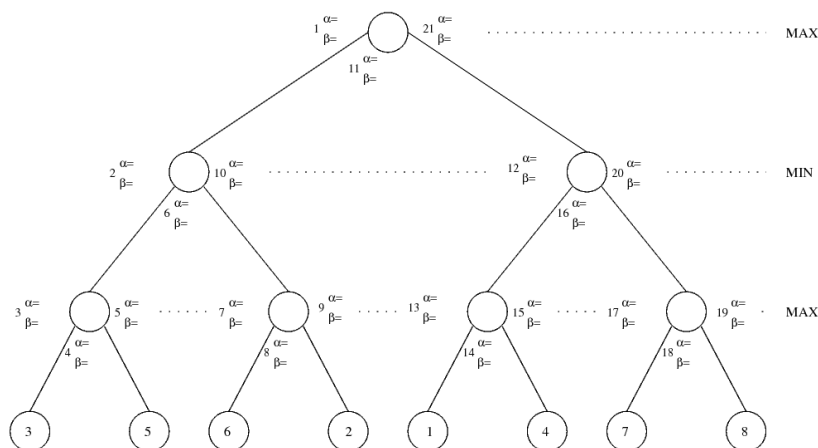 1 α= β= 21 α= β= MAX
11 α= β=
2 α= β= 10 α= β= 12 α= β= 20 α= β= MIN
6 α= β= 16 α= β=
3 α= β= 5 α= β= 7 α= β= 9 α= β= 13 α= β= 15 α= β= 17 α= β= 19 α= β= MAX
4 α= β= 8 α= β= 14 α= β= 18 α= β=
3 5 6 2 1 4 7 8